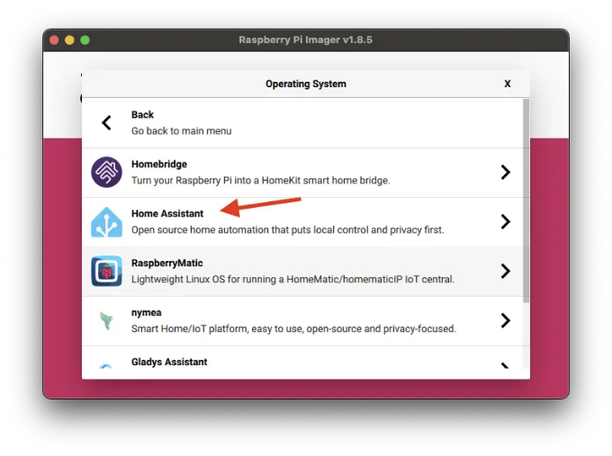 Raspberry Pi Imager v1.8.5
Operating System
X
Back
Go back to main menu
Homebridge
Turn your Raspberry Pi into a HomeKit smart home bridge.
Home Assistant
Open source home automation that puts local control and privacy first.
RaspberryMatic
Lightweight Linux OS for running a HomeMatic/homematicIP IoT central.
nymea
Smart Home/IoT platform, easy to use, open-source and privacy-focused.
Gladys Assistant